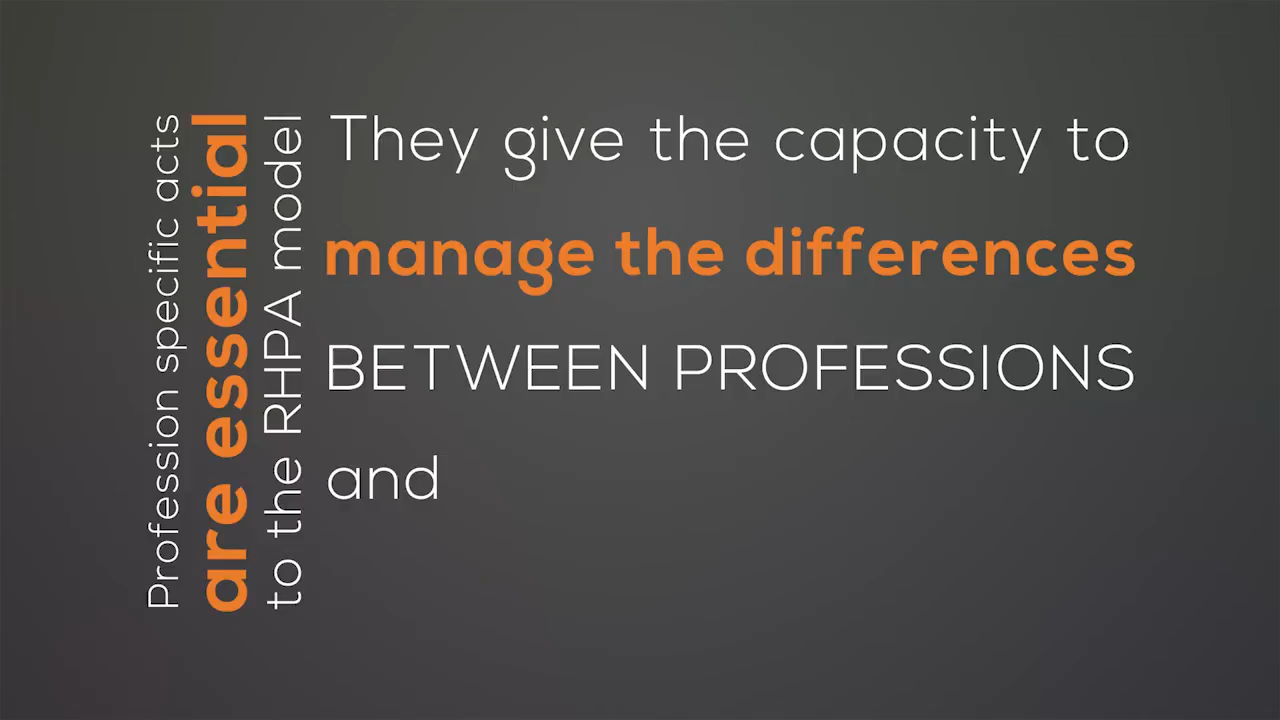 Profession specific acts
are essential
to the RHPA model
They give the capacity to
manage the differences
BETWEEN PROFESSIONS
and